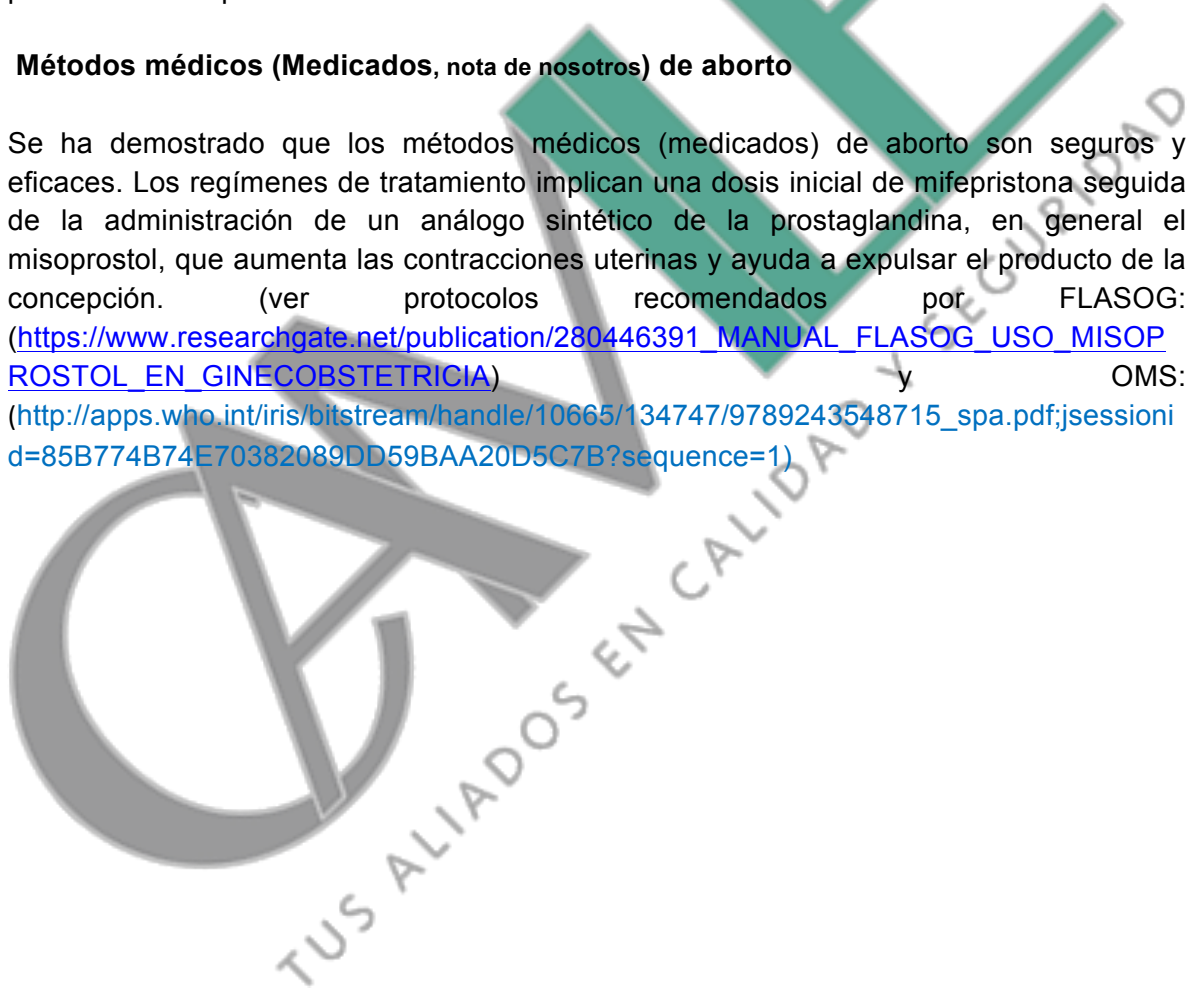 Métodos médicos (Medicados, nota de nosotros) de aborto
Se ha demostrado que los métodos médicos (medicados) de aborto son seguros y
eficaces. Los regímenes de tratamiento implican una dosis inicial de mifepristona seguida
de la administración de un análogo sintético de la prostaglandina, en general el
misoprostol, que aumenta las contracciones uterinas y ayuda a expulsar el producto de la
concepción. (ver protocolos recomendados por FLASOG:
(https://www.researchgate.net/publication/280446391_MANUAL_FLASOG_USO_MISOP
ROSTOL_EN_GINECOBSTETRICIA) y OMS:
(http://apps.who.int/iris/bitstream/handle/10665/134747/9789243548715_spa.pdf;jsessioni
d=85B774B74E70382089DD59BAA20D5C7B?sequence=1)
TUS ALIADOS EN CALIDAD Y SEGURIDAD